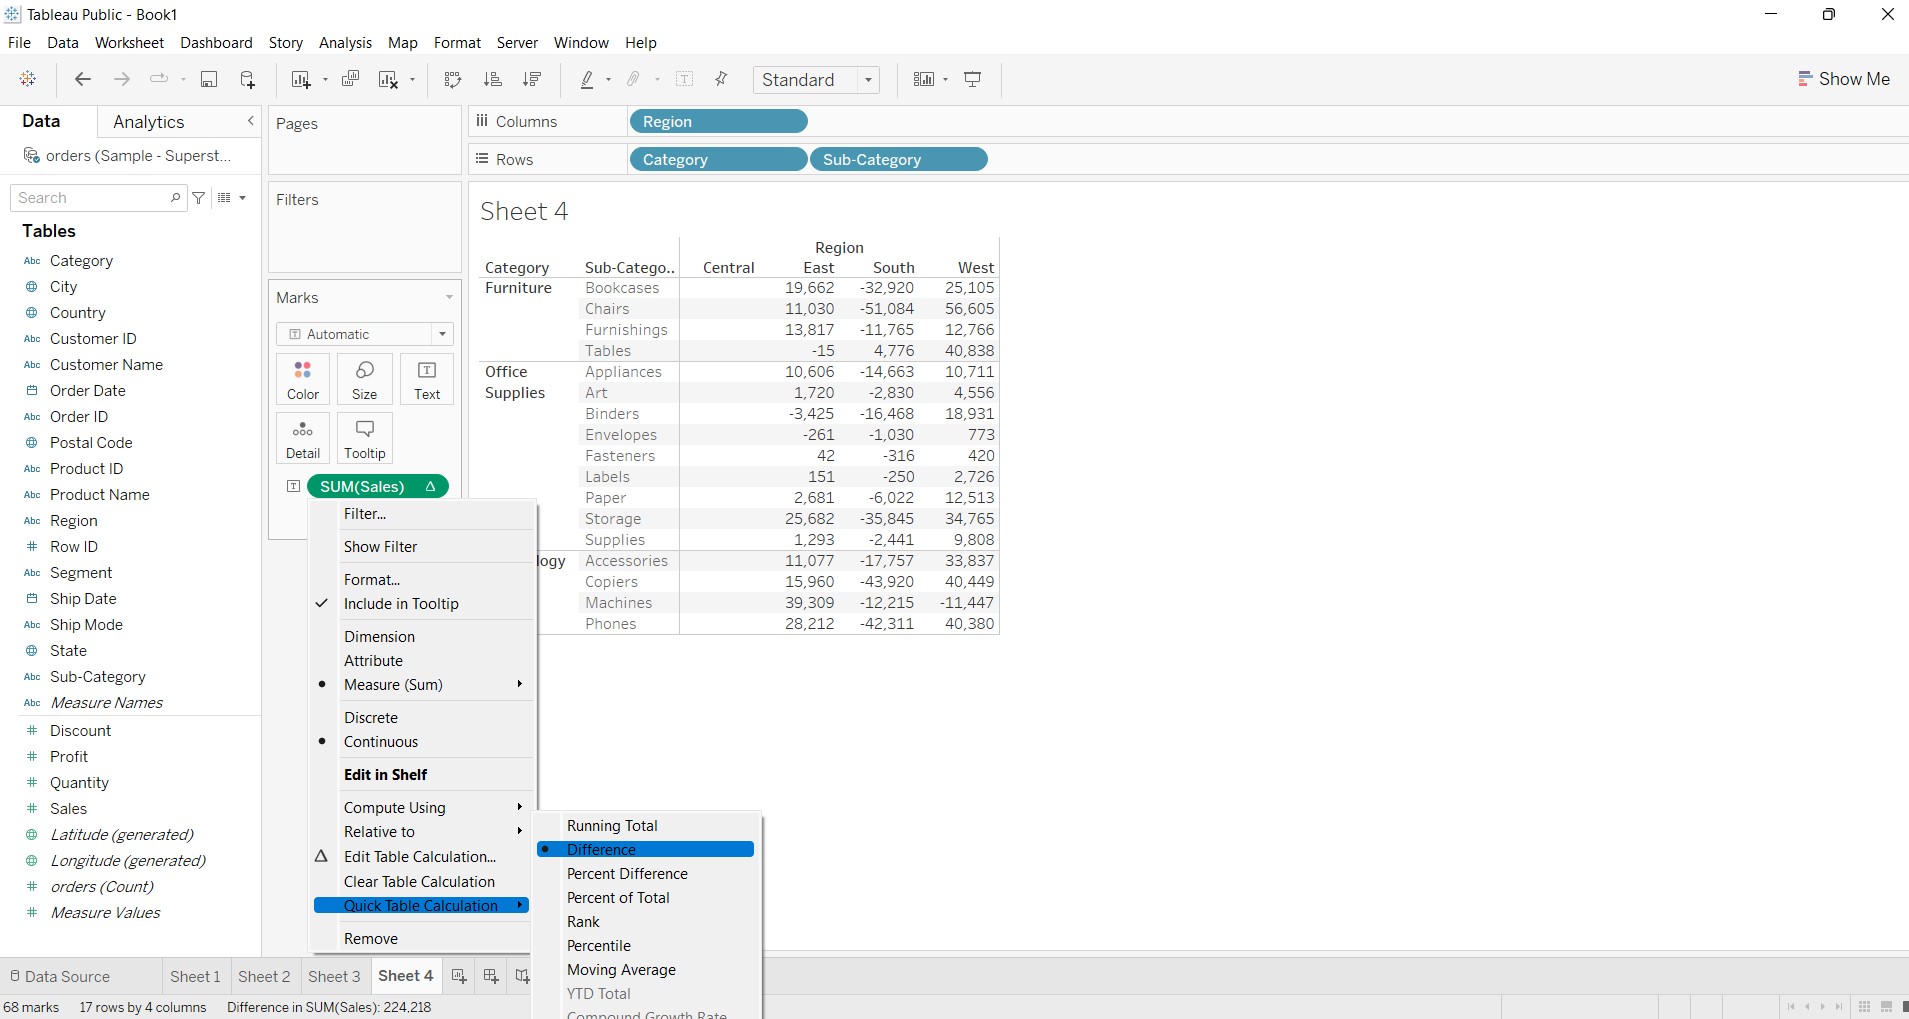 Tableau Public - Book1
File Data Worksheet Dashboard Story Analysis Map Format Server Window Help
Standard
Show Me
Data Analytics
orders (Sample - Superst...
Search
Tables
Abc Category
City
Country
Abc Customer ID
Abc Customer Name
Order Date
Abc Order ID
Postal Code
Abc Product ID
Abc Product Name
Abc Region
# Row ID
Abc Segment
Ship Date
Abc Ship Mode
State
Abc Sub-Category
Abc Measure Names
# Discount
# Profit
# Quantity
# Sales
Latitude (generated)
Longitude (generated)
# orders (Count)
# Measure Values
Pages
Filters
Marks
T Automatic
Color Size Text
Detail Tooltip
T SUM(Sales) Δ
Columns Region
Rows Category Sub-Category
Sheet 4
Region
Category Sub-Catego.. Central East South West
Furniture Bookcases 19,662 -32,920 25,105
Chairs 11,030 -51,084 56,605
Furnishings 13,817 -11,765 12,766
Tables -15 4,776 40,838
Office Appliances 10,606 -14,663 10,711
Supplies Art 1,720 -2,830 4,556
Binders -3,425 -16,468 18,931
Envelopes -261 -1,030 773
Fasteners 42 -316 420
Labels 151 -250 2,726
Paper 2,681 -6,022 12,513
Storage 25,682 -35,845 34,765
Supplies 1,293 -2,441 9,808
logy Accessories 11,077 -17,757 33,837
Copiers 15,960 -43,920 40,449
Machines 39,309 -12,215 -11,447
Phones 28,212 -42,311 40,380
Filter...
Show Filter
Format...
Include in Tooltip
Dimension
Attribute
Measure (Sum)
Discrete
Continuous
Edit in Shelf
Compute Using
Relative to
Δ Edit Table Calculation...
Clear Table Calculation
Quick Table Calculation
Remove
Running Total
Difference
Percent Difference
Percent of Total
Rank
Percentile
Moving Average
YTD Total
Compound Growth Rate
Data Source Sheet 1 Sheet 2 Sheet 3 Sheet 4
68 marks 17 rows by 4 columns Difference in SUM(Sales): 224,218